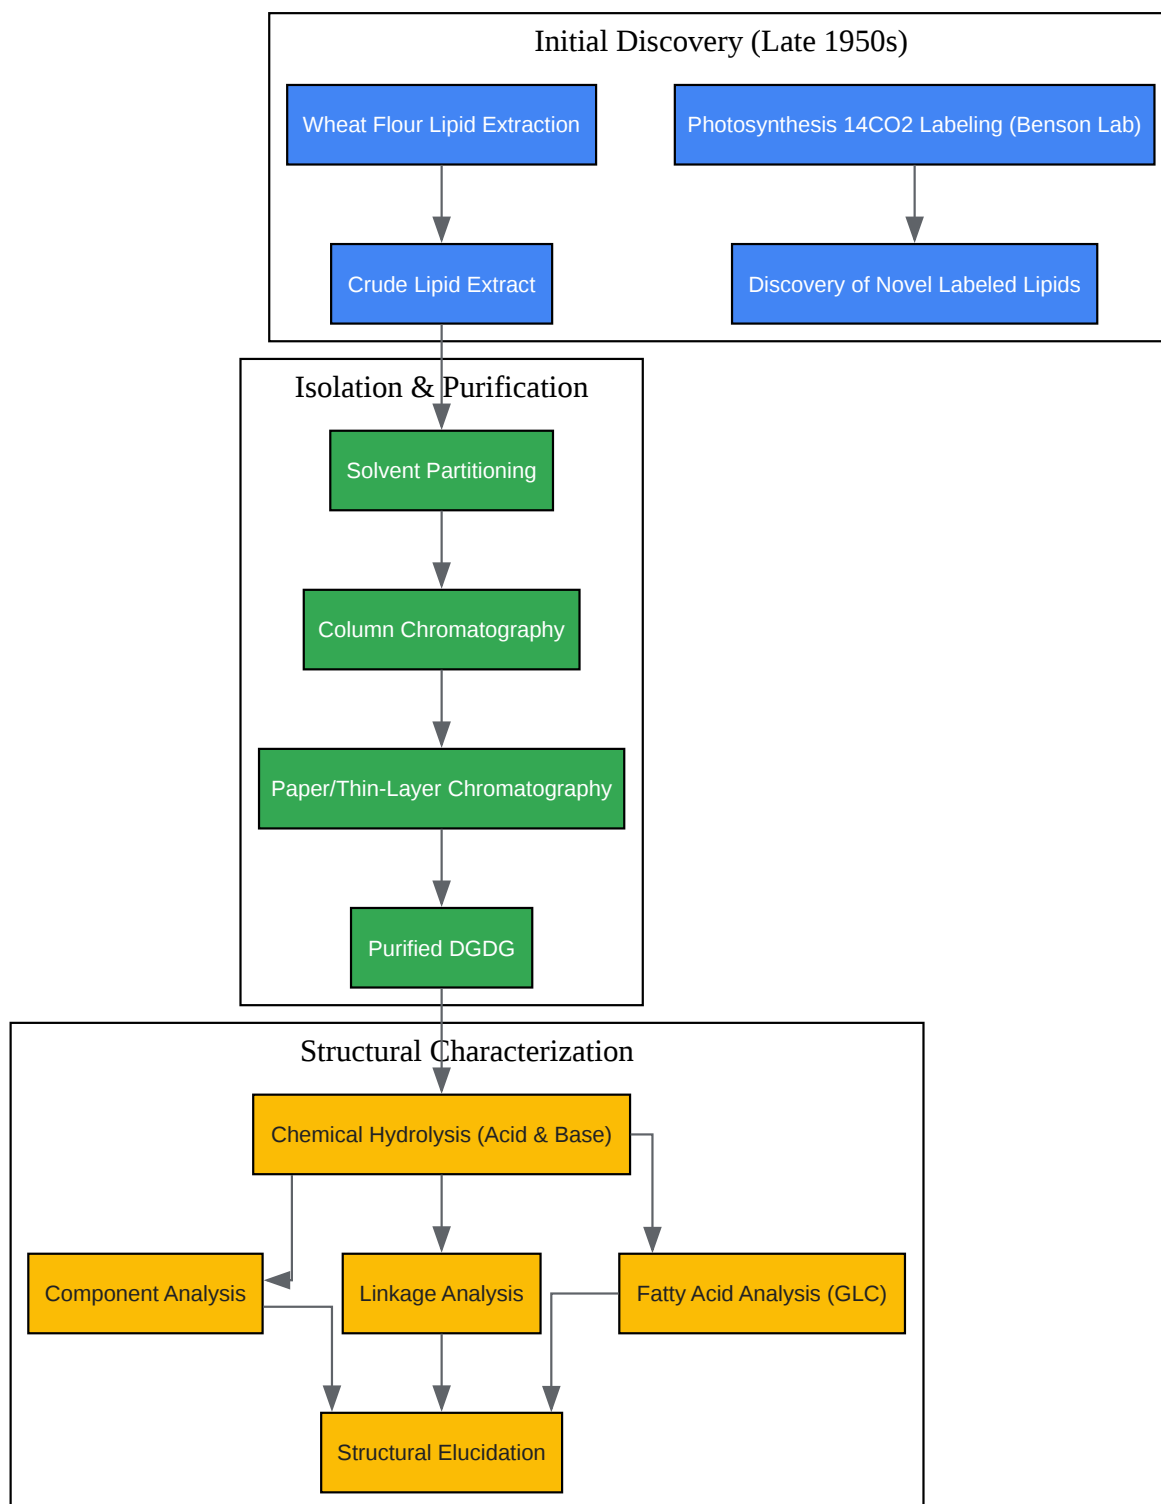 Initial Discovery (Late 1950s)
Wheat Flour Lipid Extraction
Photosynthesis 14CO2 Labeling (Benson Lab)
Crude Lipid Extract
Discovery of Novel Labeled Lipids
Isolation & Purification
Solvent Partitioning
Column Chromatography
Paper/Thin-Layer Chromatography
Purified DGDG
Structural Characterization
Chemical Hydrolysis (Acid & Base)
Component Analysis
Linkage Analysis
Fatty Acid Analysis (GLC)
Structural Elucidation